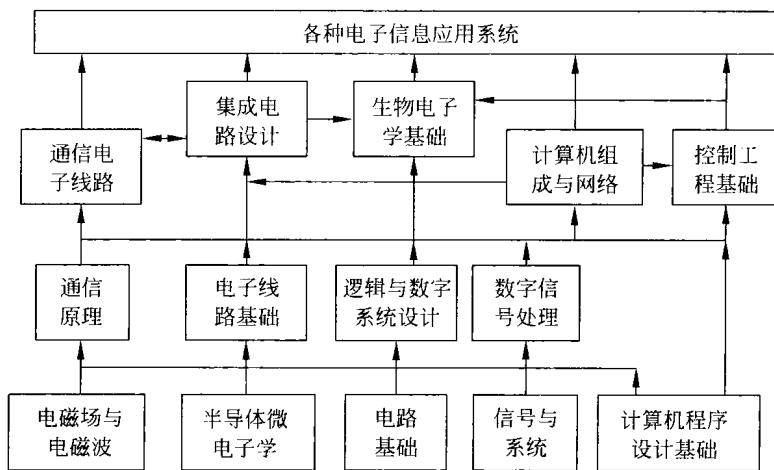 各种电子信息应用系统
集成电
路设计
生物电子
学基础
通信电
子线路
计算机组
成与网络
控制工
程基础
通信
原理
电子线
路基础
逻辑与数字
系统设计
数字信
号处理
电磁场与
电磁波
半导体微
电子学
电路
基础
信号与
系统
计算机程序
设计基础